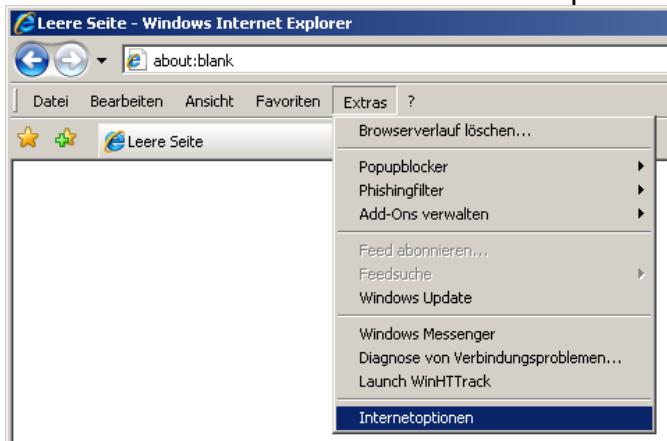 Leere Seite - Windows Internet Explorer
about:blank
Datei Bearbeiten Ansicht Favoriten Extras ?
Leere Seite
Browserverlauf löschen...
Popupblocker
Phishingfilter
Add-Ons verwalten
Feed abonnieren...
Feedsuche
Windows Update
Windows Messenger
Diagnose von Verbindungsproblemen...
Launch WinHTTrack
Internetoptionen